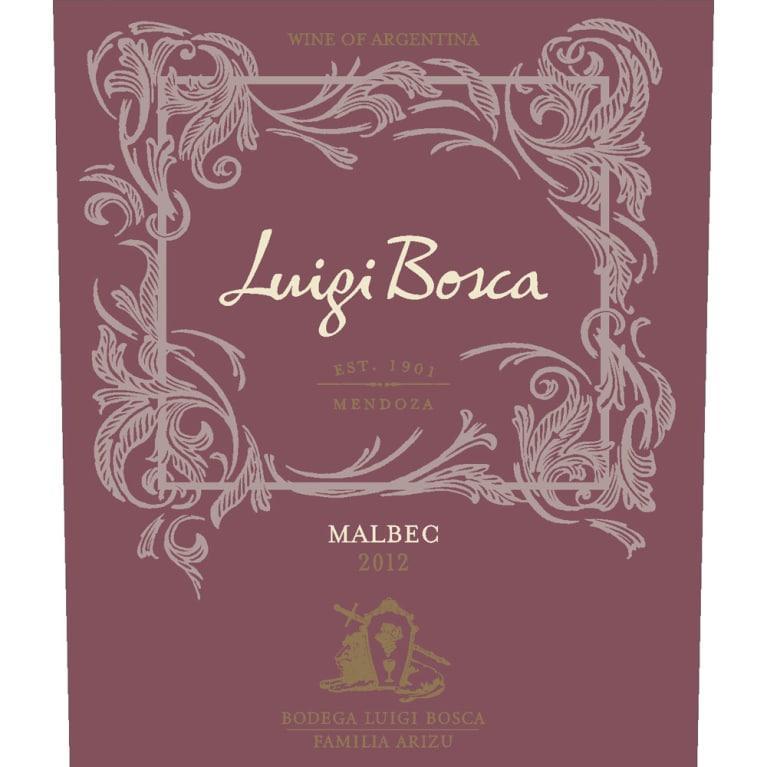 WINE OF ARGENTINA
Luigi Bosca
EST. 1901
MENDOZA
MALBEC
2012
BODEGA LUIGI BOSCA
FAMILIA ARIZU